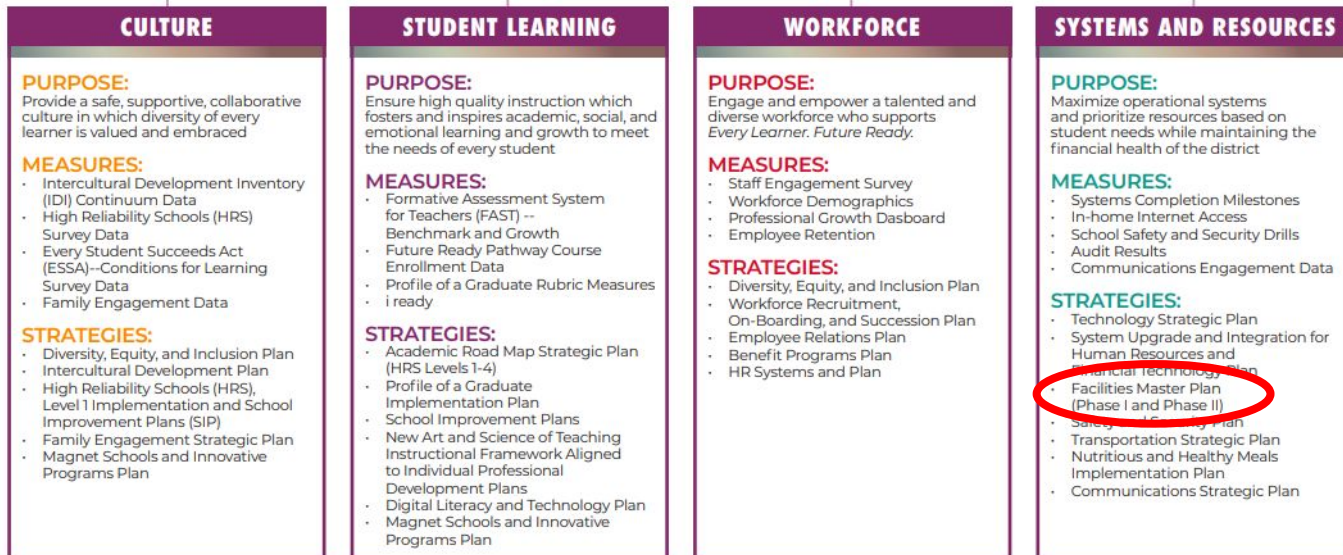 CULTURE
PURPOSE:
Provide a safe, supportive, collaborative
culture in which diversity of every
learner is valued and embraced
MEASURES:
· Intercultural Development Inventory
(IDI) Continuum Data
· High Reliability Schools (HRS)
Survey Data
· Every Student Succeeds Act
(ESSA)--Conditions for Learning
Survey Data
· Family Engagement Data
STRATEGIES:
· Diversity, Equity, and Inclusion Plan
· Intercultural Development Plan
· High Reliability Schools (HRS),
Level 1 Implementation and School
Improvement Plans (SIP)
· Family Engagement Strategic Plan
· Magnet Schools and Innovative
Programs Plan
STUDENT LEARNING
PURPOSE:
Ensure high quality instruction which
fosters and inspires academic, social, and
emotional learning and growth to meet
the needs of every student
MEASURES:
· Formative Assessment System
for Teachers (FAST) --
Benchmark and Growth
· Future Ready Pathway Course
Enrollment Data
· Profile of a Graduate Rubric Measures
· i ready
STRATEGIES:
· Academic Road Map Strategic Plan
(HRS Levels 1-4)
· Profile of a Graduate
Implementation Plan
· School Improvement Plans
· New Art and Science of Teaching
Instructional Framework Aligned
to Individual Professional
Development Plans
· Digital Literacy and Technology Plan
· Magnet Schools and Innovative
Programs Plan
WORKFORCE
PURPOSE:
Engage and empower a talented and
diverse workforce who supports
Every Learner. Future Ready.
MEASURES:
· Staff Engagement Survey
· Workforce Demographics
· Professional Growth Dasboard
· Employee Retention
STRATEGIES:
· Diversity, Equity, and Inclusion Plan
· Workforce Recruitment,
On-Boarding, and Succession Plan
· Employee Relations Plan
· Benefit Programs Plan
· HR Systems and Plan
SYSTEMS AND RESOURCES
PURPOSE:
Maximize operational systems
and prioritize resources based on
student needs while maintaining the
financial health of the district
MEASURES:
· Systems Completion Milestones
· In-home Internet Access
· School Safety and Security Drills
· Audit Results
· Communications Engagement Data
STRATEGIES:
· Technology Strategic Plan
· System Upgrade and Integration for
Human Resources and
Financial Technology Plan
· Facilities Master Plan
(Phase I and Phase II)
· Safety and Security Plan
· Transportation Strategic Plan
· Nutritious and Healthy Meals
Implementation Plan
· Communications Strategic Plan